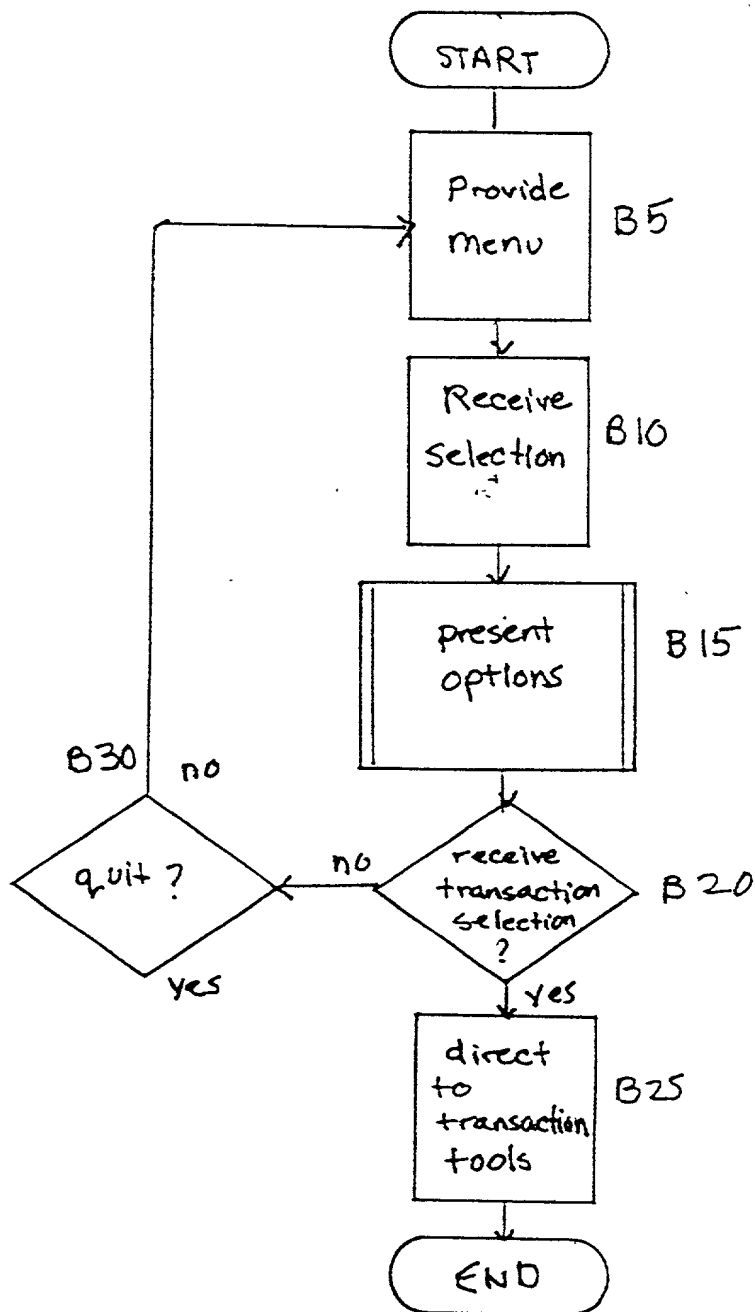 START
Provide
menu
B5
Receive
selection
B10
present
options
B15
B30
no
quit?
no
receive
transaction
selection
?
B20
yes
yes
direct
to
transaction
tools
B25
END